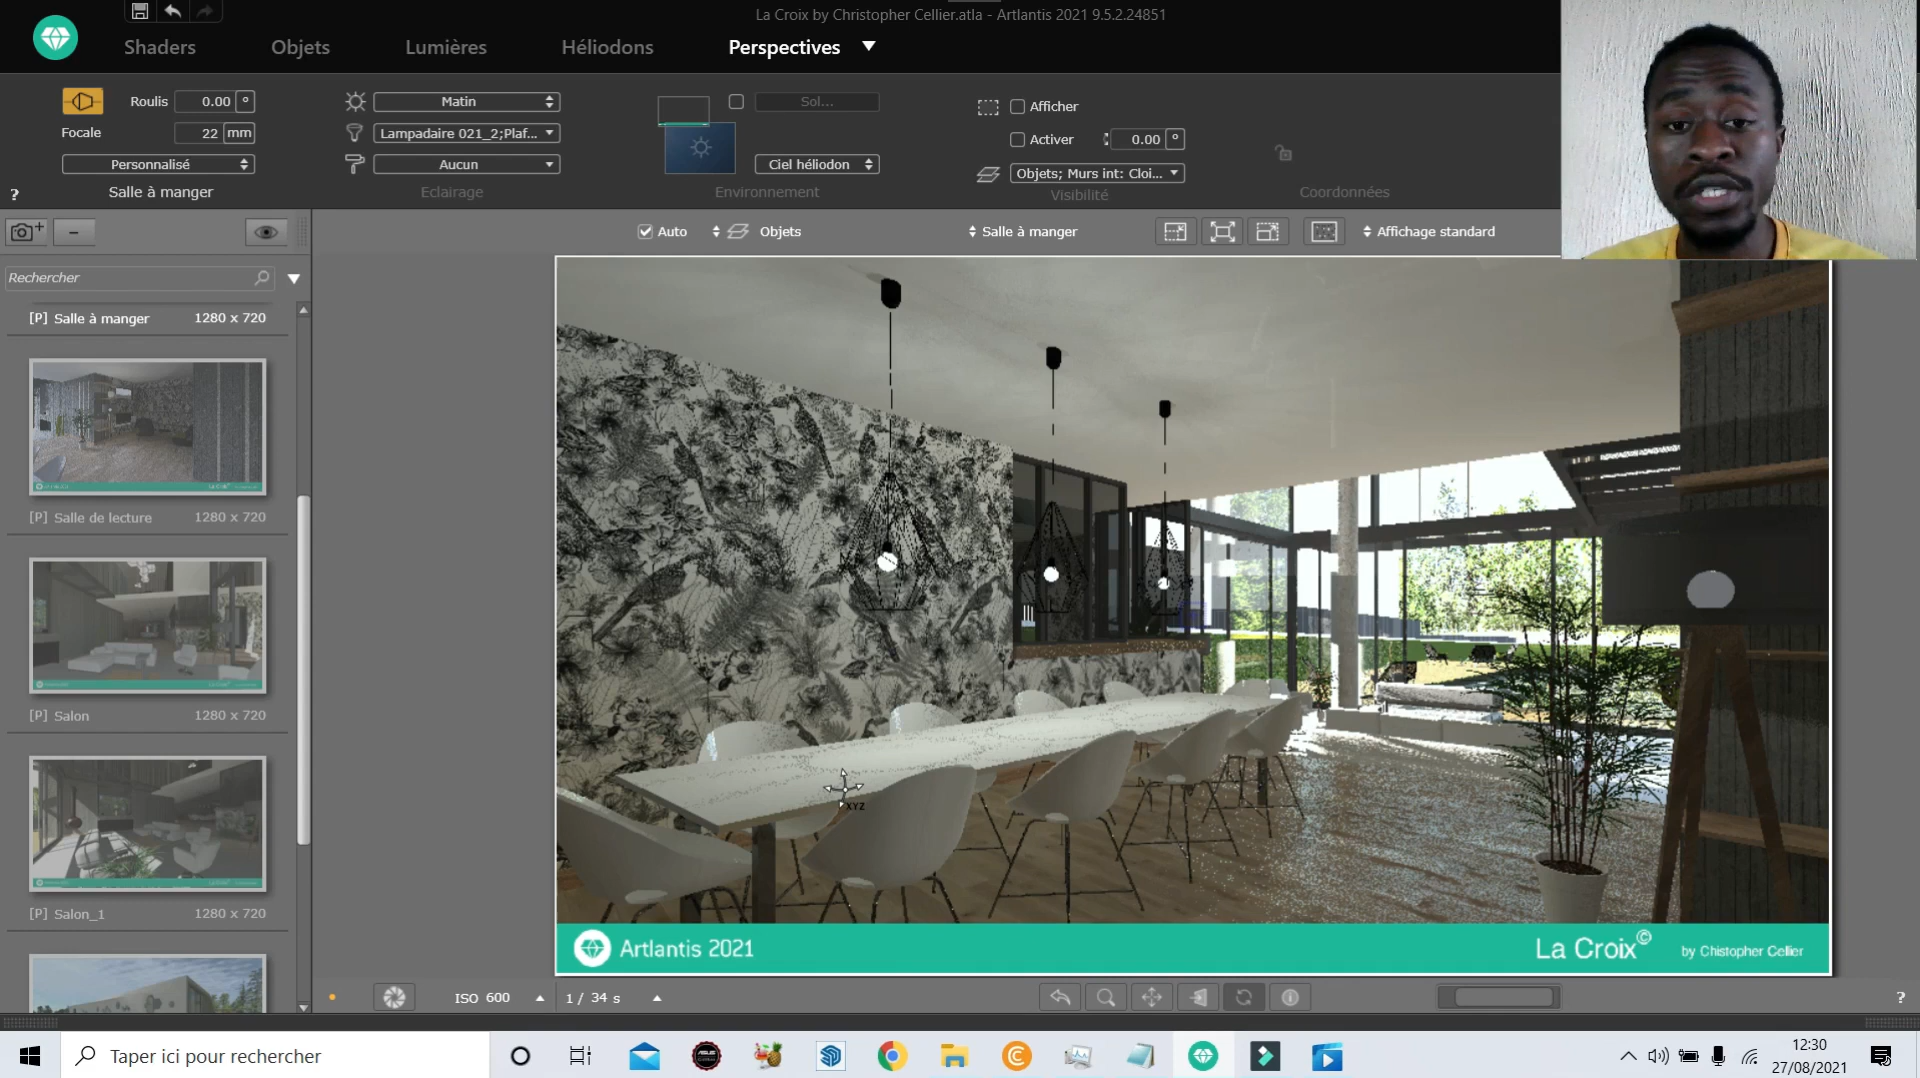 La Croix by Christopher Cellier.atla - Artlantis 2021 9.5.2.24851
Shaders Objets Lumières Héliodons Perspectives
Roulis 0.00 °
Focale 22 mm
Personnalisé
Salle à manger
?
Matin
Lampadaire 021_2;Plaf...
Aucun
Eclairage
Sol...
Ciel héliodon
Environnement
Afficher
Activer 0.00 °
Objets; Murs int: Cloi...
Visibilité
Coordonnées
Auto Objets Salle à manger Affichage standard
Rechercher
[P] Salle à manger 1280 x 720
[P] Salle de lecture 1280 x 720
[P] Salon 1280 x 720
[P] Salon_1 1280 x 720
XYZ
Artlantis 2021 La Croix© by Chistopher Cellier
ISO 600 1 / 34 s ?
Taper ici pour rechercher
12:30
27/08/2021